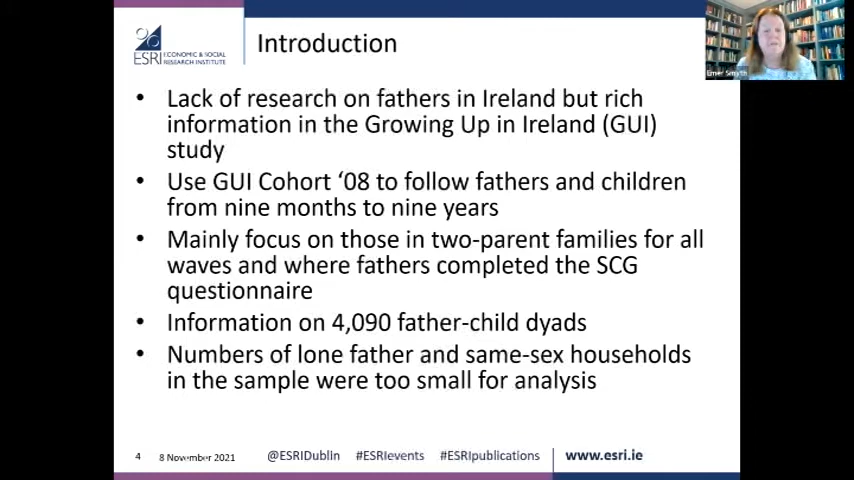 ESRI ECONOMIC & SOCIAL
RESEARCH INSTITUTE
Introduction
Emer Smyth
• Lack of research on fathers in Ireland but rich
information in the Growing Up in Ireland (GUI)
study
• Use GUI Cohort ‘08 to follow fathers and children
from nine months to nine years
• Mainly focus on those in two-parent families for all
waves and where fathers completed the SCG
questionnaire
• Information on 4,090 father-child dyads
• Numbers of lone father and same-sex households
in the sample were too small for analysis
4 8 November 2021 @ESRIDublin #ESRIevents #ESRIpublications www.esri.ie